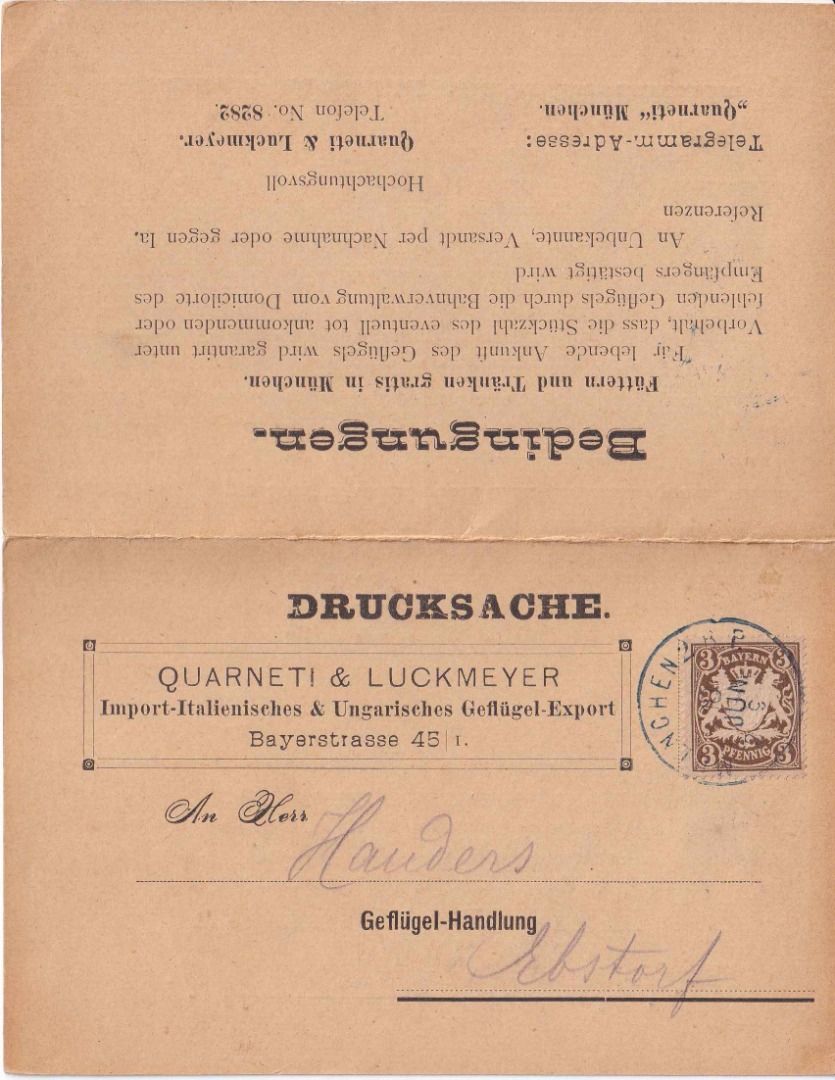 Bedingungen.
Füttern und Tränken gratis in München.
Für lebende Ankunft des Geflügels wird garantirt unter
Vorbehalt, dass die Stückzahl des eventuell tot ankommenden oder
fehlenden Geflügels durch die Bahnverwaltung vom Domicilorte des
Empfängers bestätigt wird
An Unbekannte, Versandt per Nachnahme oder gegen Ia.
Referenzen
Hochachtungsvoll
Telegramm-Adresse: Quarneti & Luckmeyer.
„Quarneti“ München. Telefon No. 8282.
DRUCKSACHE.
QUARNETI & LUCKMEYER
Import-Italienisches & Ungarisches Geflügel-Export
Bayerstrasse 45 | I.
3 BAYERN 3
3 PFENNIG 3
JUN
An Herr Handers
Geflügel-Handlung
Ebstorf